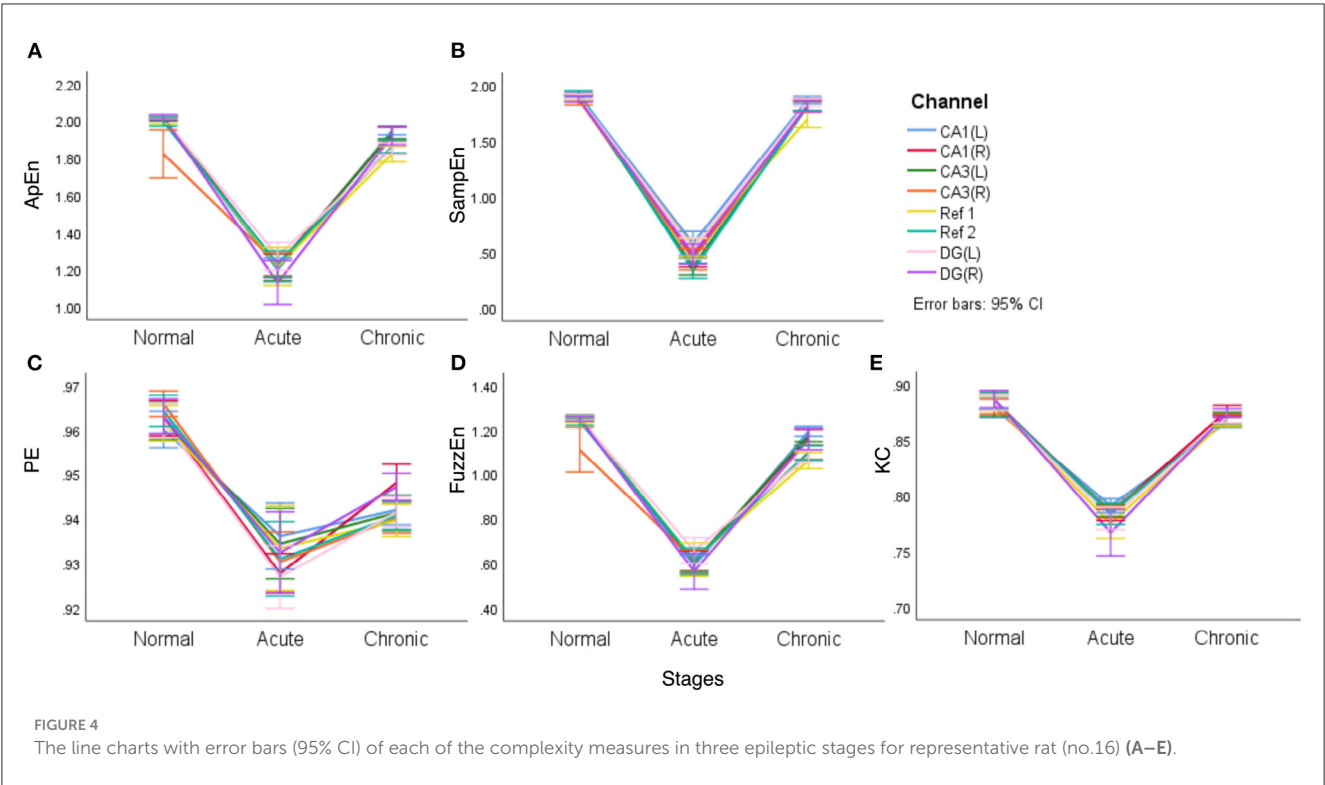 A
ApEn
2.20
2.00
1.80
1.60
1.40
1.20
1.00
Normal Acute Chronic
B
SampEn
2.00
1.50
1.00
.50
.00
Normal Acute Chronic
Channel
CA1(L)
CA1(R)
CA3(L)
CA3(R)
Ref 1
Ref 2
DG(L)
DG(R)
Error bars: 95% CI
C
PE
.97
.96
.95
.94
.93
.92
Normal Acute Chronic
D
FuzzEn
1.40
1.20
1.00
.80
.60
.40
Normal Acute Chronic
E
KC
.90
.85
.80
.75
.70
Normal Acute Chronic
Stages
FIGURE 4
The line charts with error bars (95% CI) of each of the complexity measures in three epileptic stages for representative rat (no.16) (A–E).